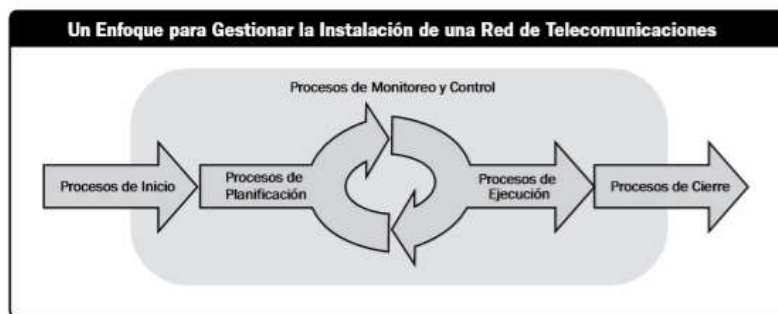 Un Enfoque para Gestionar la Instalación de una Red de Telecomunicaciones
Procesos de Monitoreo y Control
Procesos de Inicio
Procesos de
Planificación
Procesos de
Ejecución
Procesos de Cierre